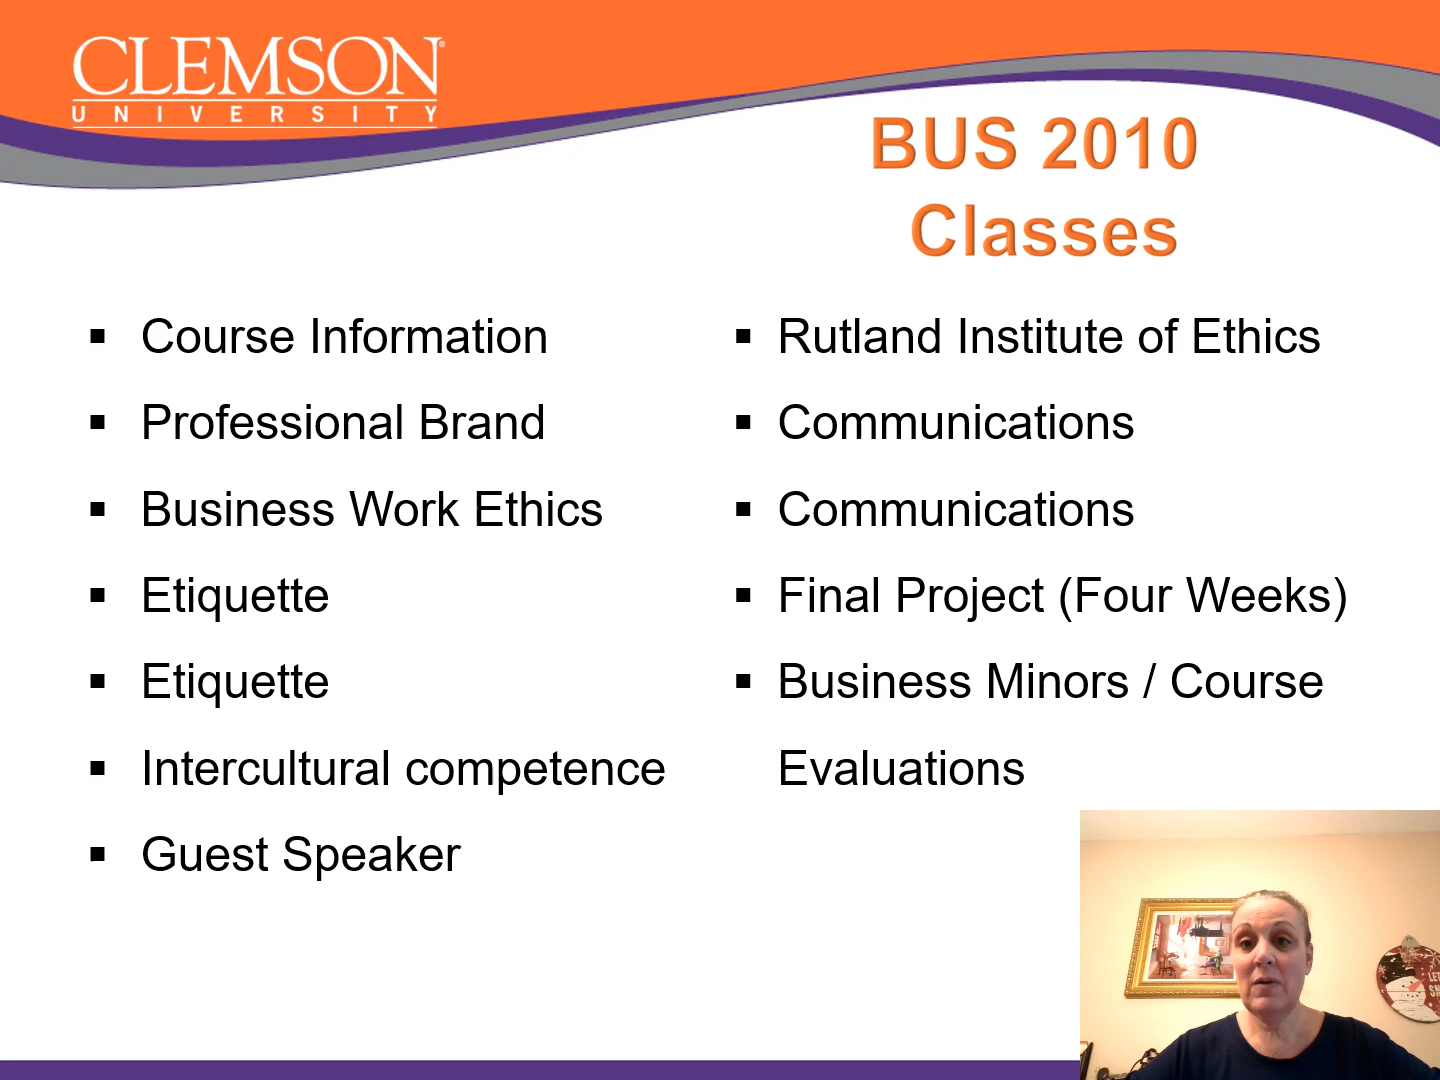 CLEMSON®
UNIVERSITY
BUS 2010
Classes
▪ Course Information
▪ Professional Brand
▪ Business Work Ethics
▪ Etiquette
▪ Etiquette
▪ Intercultural competence
▪ Guest Speaker
▪ Rutland Institute of Ethics
▪ Communications
▪ Communications
▪ Final Project (Four Weeks)
▪ Business Minors / Course
Evaluations